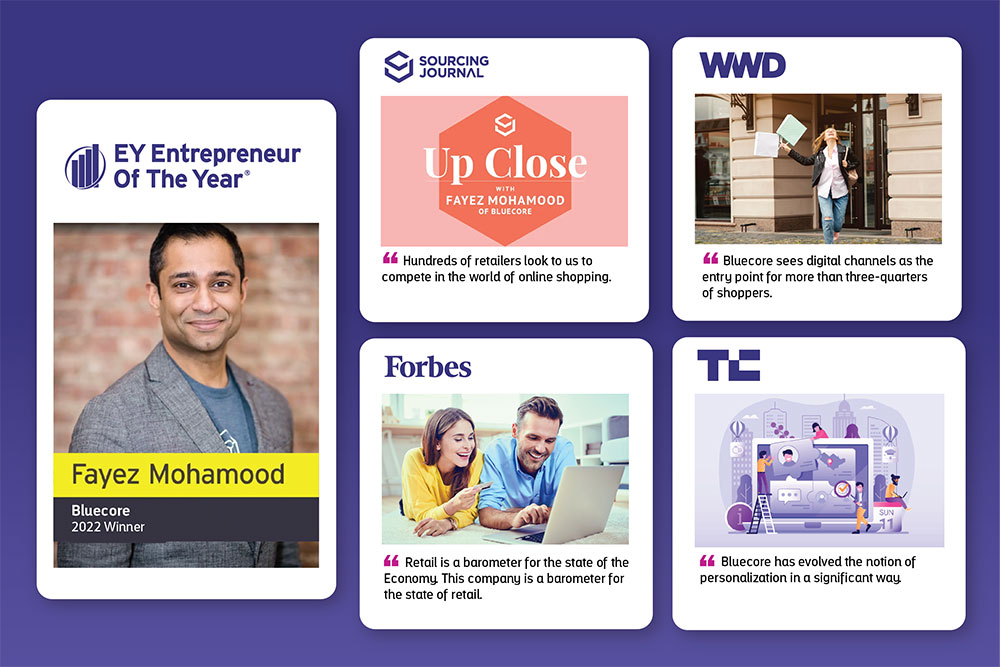 EY Entrepreneur
Of The Year®
Fayez Mohamood
Bluecore
2022 Winner
SOURCING
JOURNAL
Up Close
WITH
FAYEZ MOHAMOOD
OF BLUECORE
“ Hundreds of retailers look to us to
compete in the world of online shopping.
WWD
“ Bluecore sees digital channels as the
entry point for more than three-quarters
of shoppers.
Forbes
“ Retail is a barometer for the state of the
Economy. This company is a barometer for
the state of retail.
TC
SUN
11
“ Bluecore has evolved the notion of
personalization in a significant way.